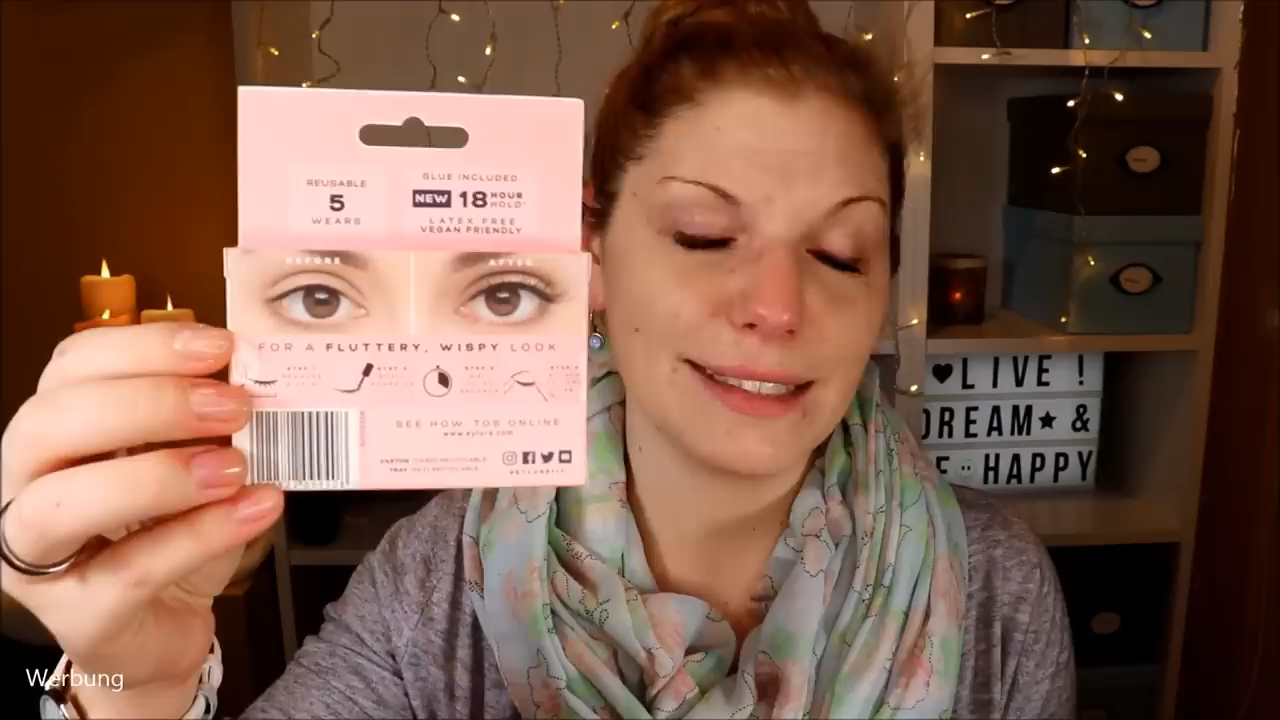 REUSABLE
5
WEARS
GLUE INCLUDED
NEW 18 HOUR HOLD*
LATEX FREE
VEGAN FRIENDLY
BEFORE
AFTER
FOR A FLUTTERY, WISPY LOOK
SEE HOW TOS ONLINE
www.eylure.com
LIVE !
DREAM & 
HAPPY
Werbung